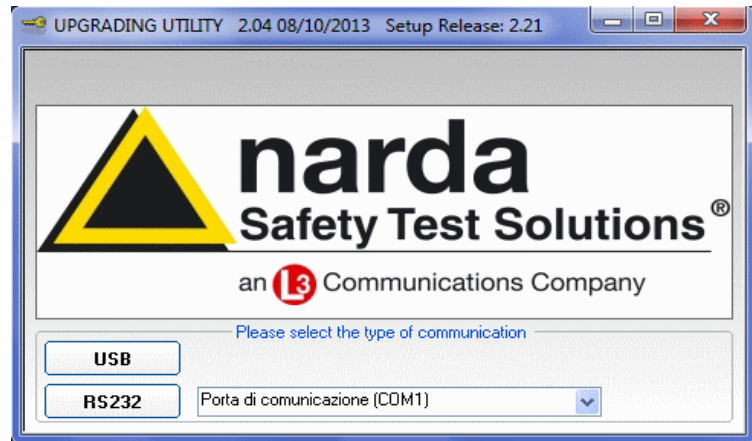 UPGRADING UTILITY 2.04 08/10/2013 Setup Release: 2.21
narda
Safety Test Solutions®
an L3 Communications Company
Please select the type of communication
USB
RS232 Porta di comunicazione (COM1)